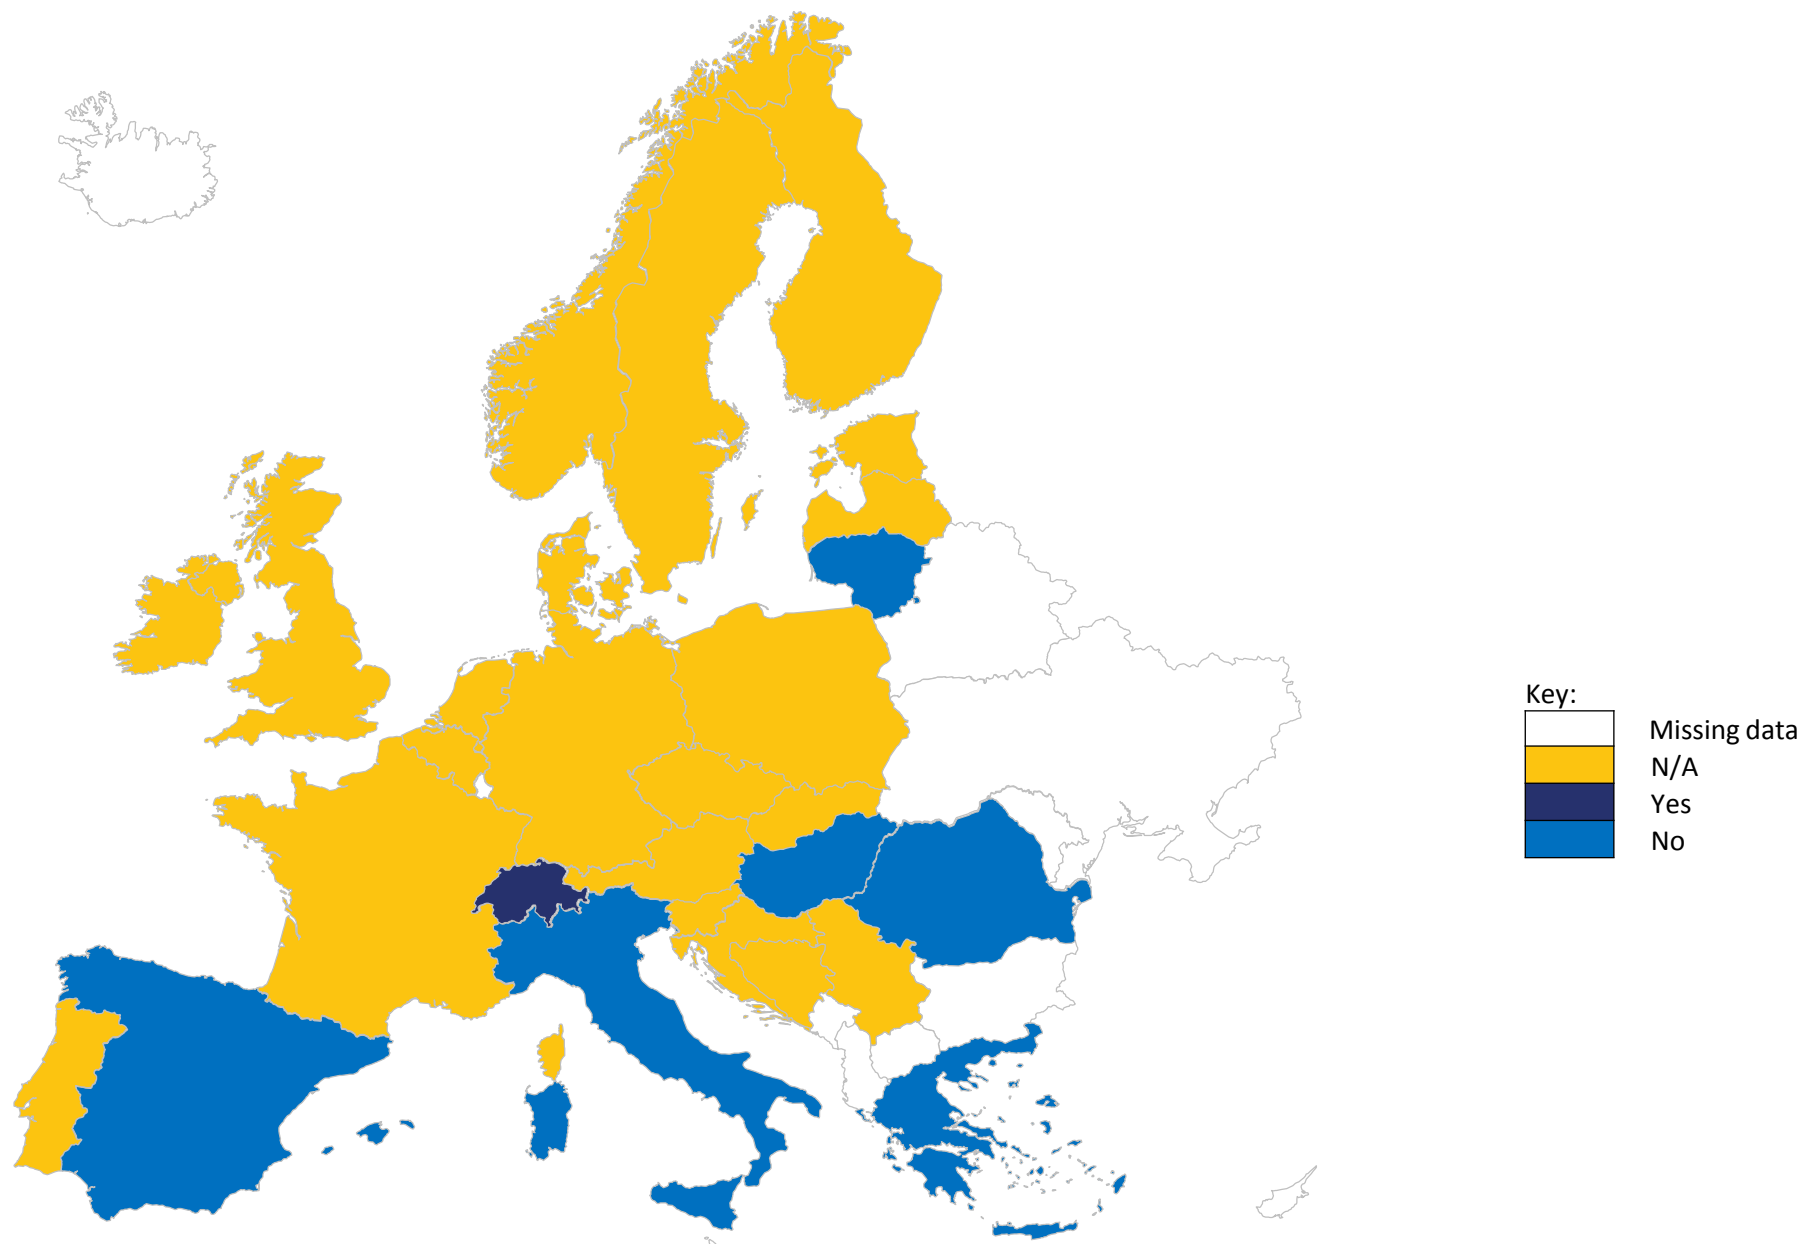 Key:
Missing data
N/A
Yes
No